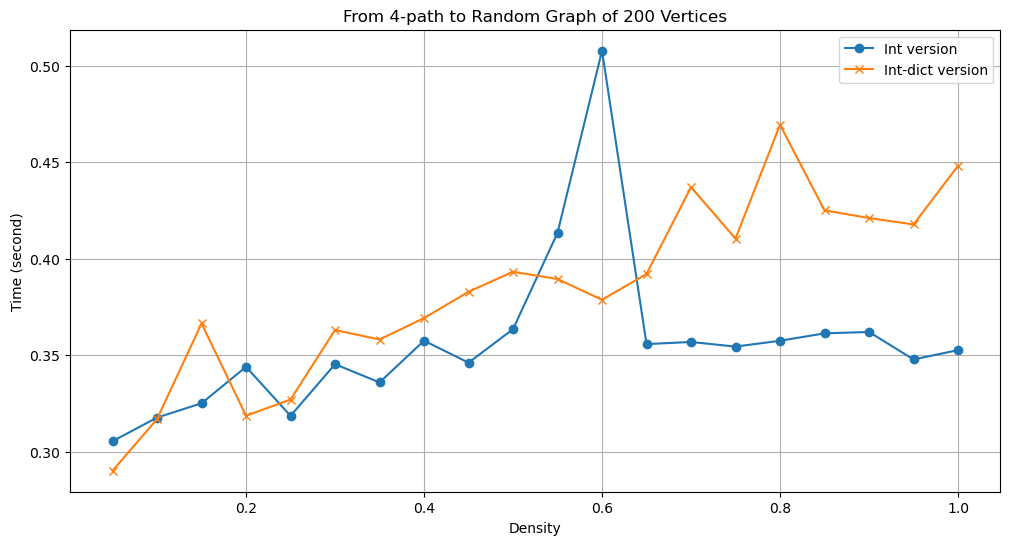 From 4-path to Random Graph of 200 Vertices
Int version
Int-dict version
0.50
0.45
0.40
0.35
0.30
Time (second)
0.2 0.4 0.6 0.8 1.0
Density